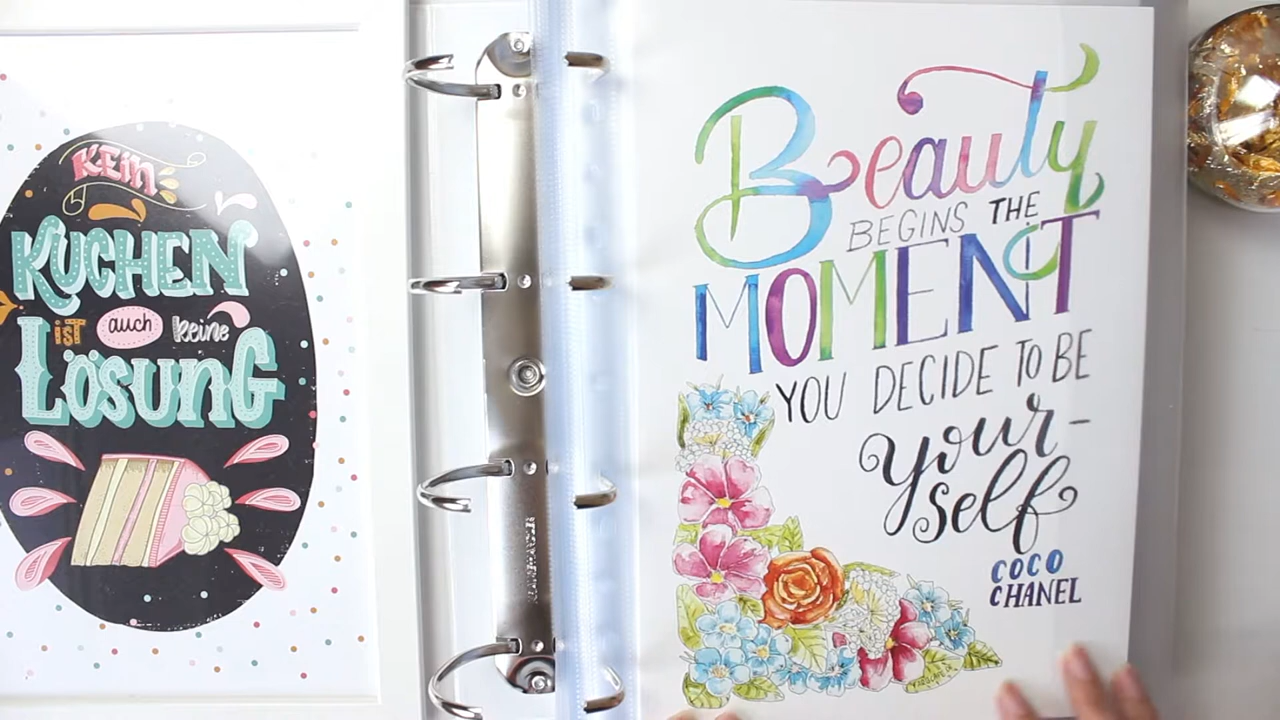 KEiN
KUCHEN
iST auch keine
LÖSUNG
Beauty
BEGINS THE
MOMENT
YOU DECIDE TO BE
your-
self
COCO
CHANEL